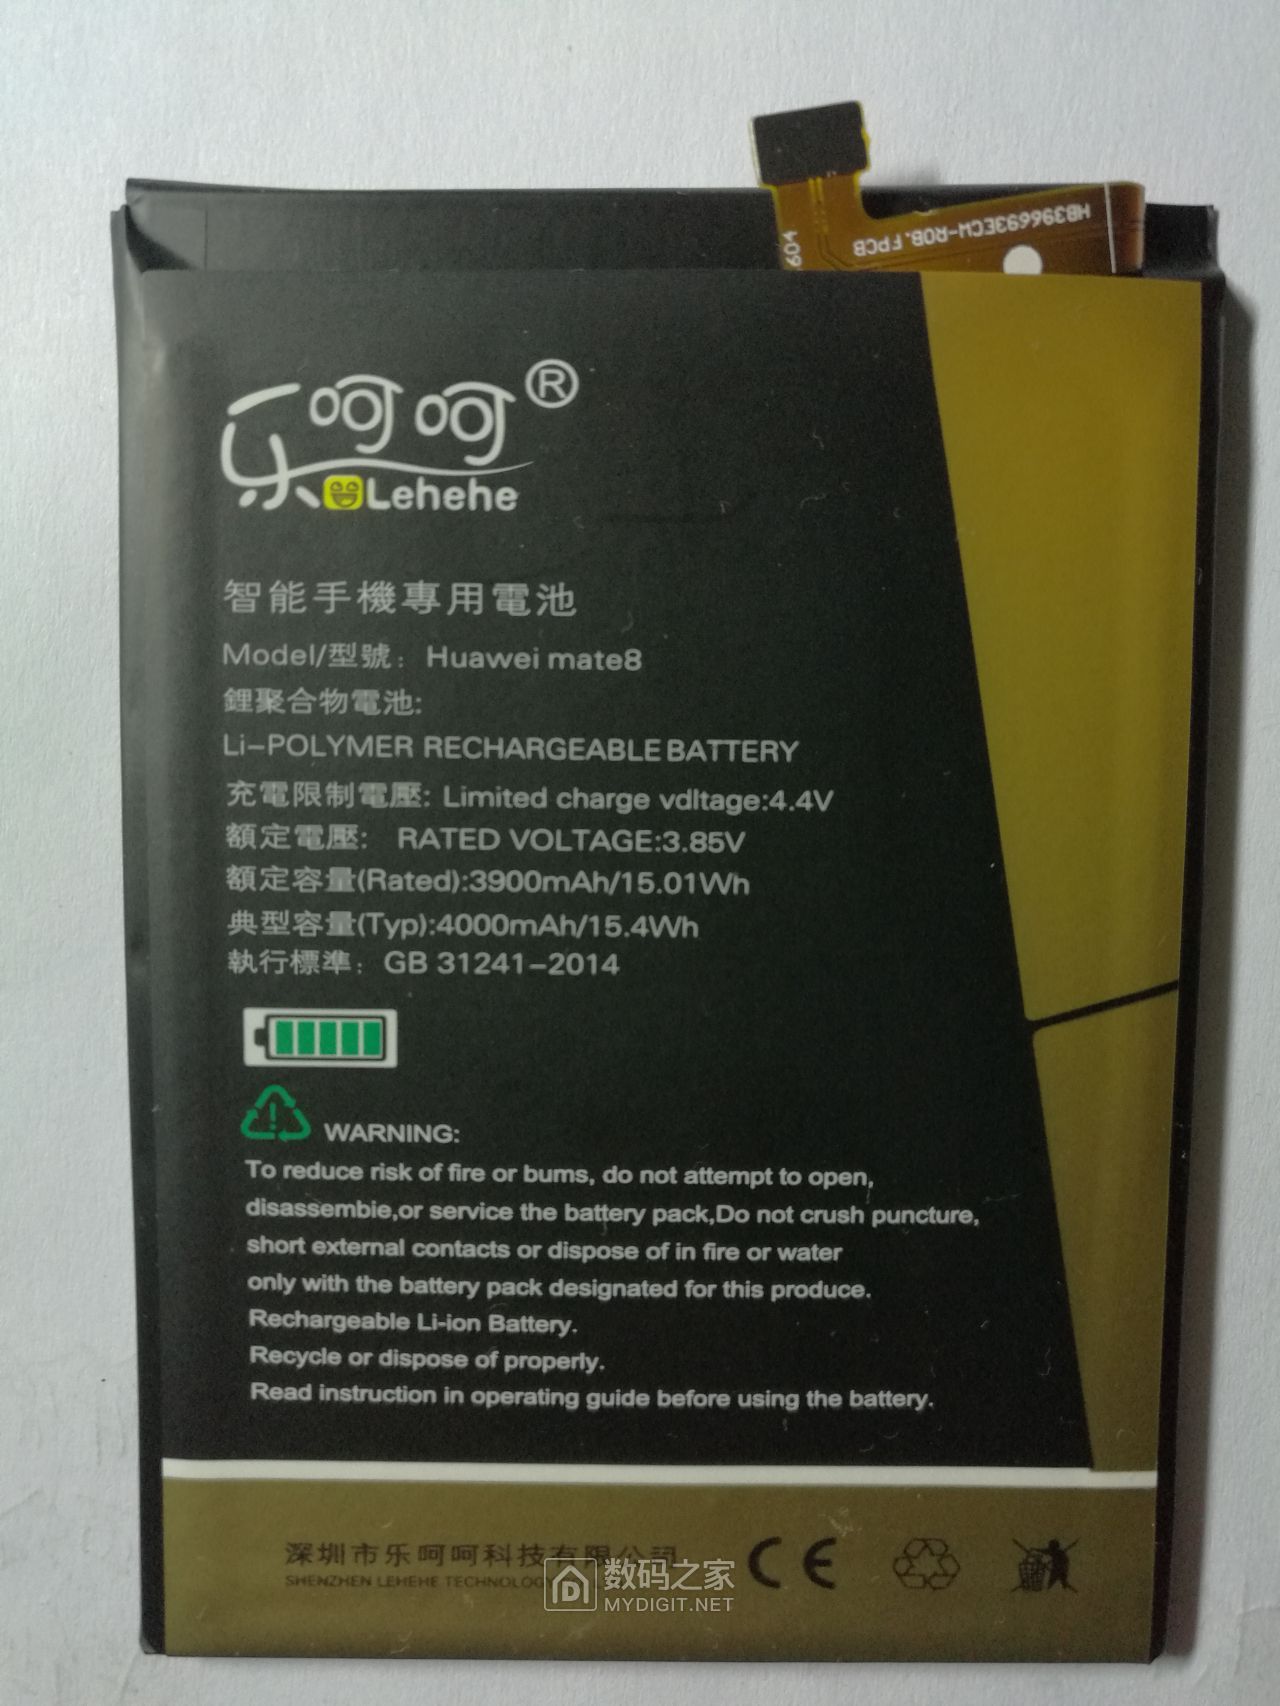 HB396693ECW-ROB.FPCB
604
乐呵呵®
Lehehe
智能手機專用電池
Model/型號：Huawei mate8
鋰聚合物電池:
Li-POLYMER RECHARGEABLE BATTERY
充電限制電壓: Limited charge vdltage:4.4V
額定電壓: RATED VOLTAGE:3.85V
額定容量(Rated):3900mAh/15.01Wh
典型容量(Typ):4000mAh/15.4Wh
執行標準：GB 31241-2014
WARNING:
To reduce risk of fire or bums, do not attempt to open,
disassembie,or service the battery pack,Do not crush puncture,
short external contacts or dispose of in fire or water
only with the battery pack designated for this produce.
Rechargeable Li-ion Battery.
Recycle or dispose of properly.
Read instruction in operating guide before using the battery.
深圳市乐呵呵科技有限公司
SHENZHEN LEHEHE TECHNOLOGY
CE
数码之家
MYDIGIT.NET